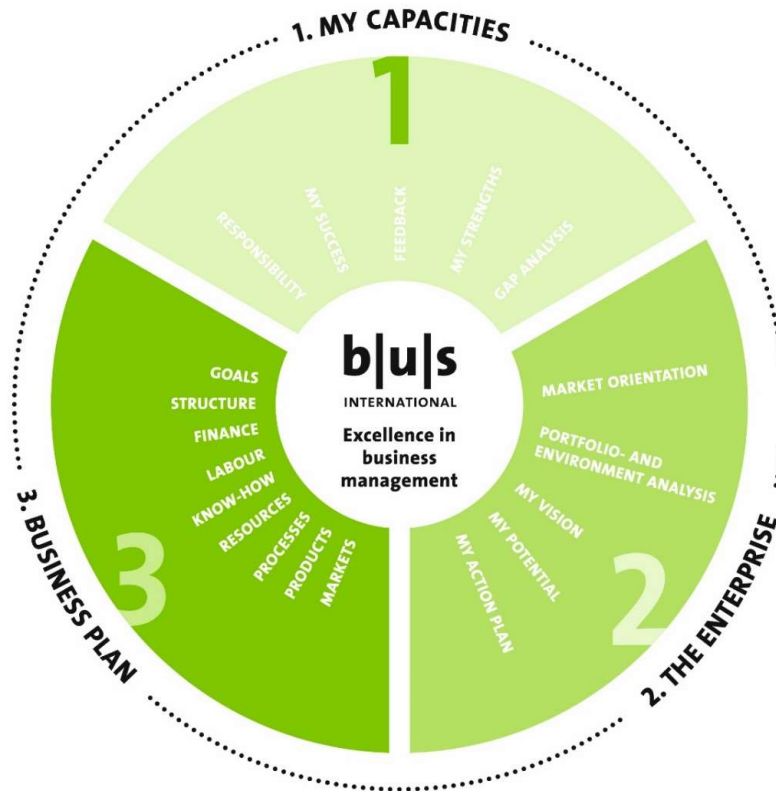 1. MY CAPACITIES
1
RESPONSIBILITY
MY SUCCESS
FEEDBACK
MY STRENGTHS
GAP ANALYSIS
b|u|s
INTERNATIONAL
Excellence in
business
management
MARKET ORIENTATION
PORTFOLIO- AND
ENVIRONMENT ANALYSIS
MY VISION
MY POTENTIAL
MY ACTION PLAN
2
2. THE ENTERPRISE
GOALS
STRUCTURE
FINANCE
LABOUR
KNOW-HOW
RESOURCES
PROCESSES
PRODUCTS
MARKETS
3
3. BUSINESS PLAN